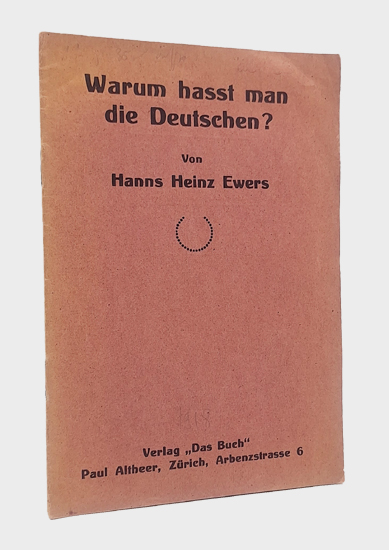 Warum hasst man
die Deutschen?
Von
Hanns Heinz Ewers
Verlag „Das Buch“
Paul Altheer, Zürich, Arbenzstrasse 6